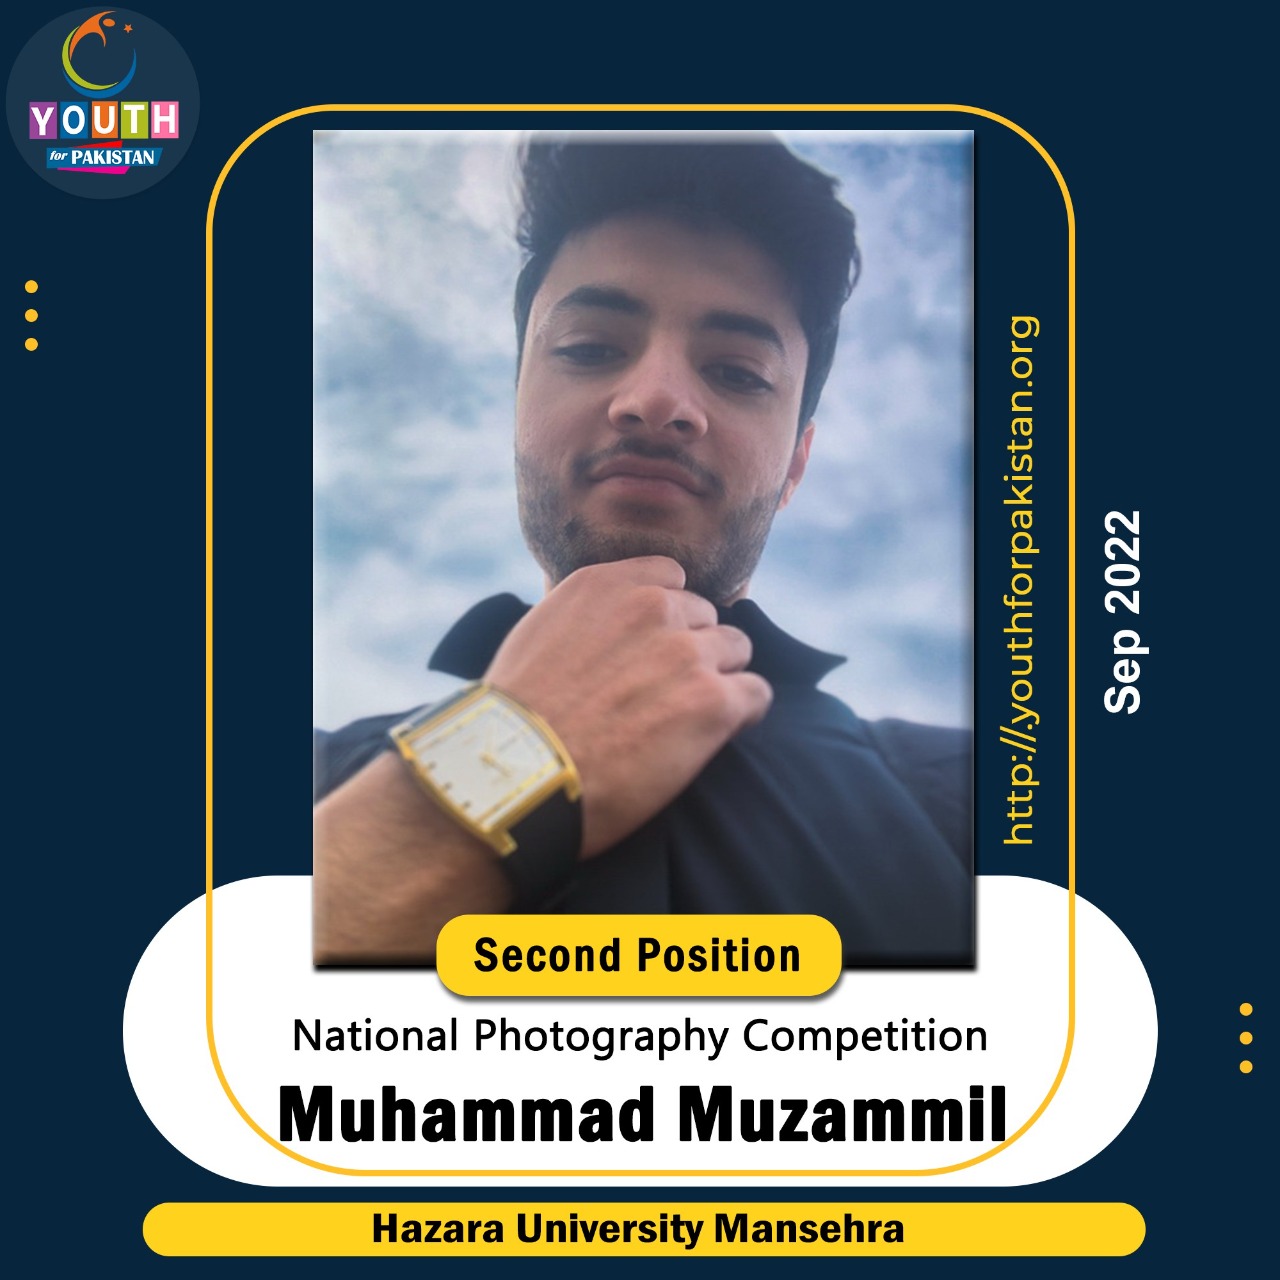 YOUTH
for PAKISTAN
http://.youthforpakistan.org
Sep 2022
Second Position
National Photography Competition
Muhammad Muzammil
Hazara University Mansehra